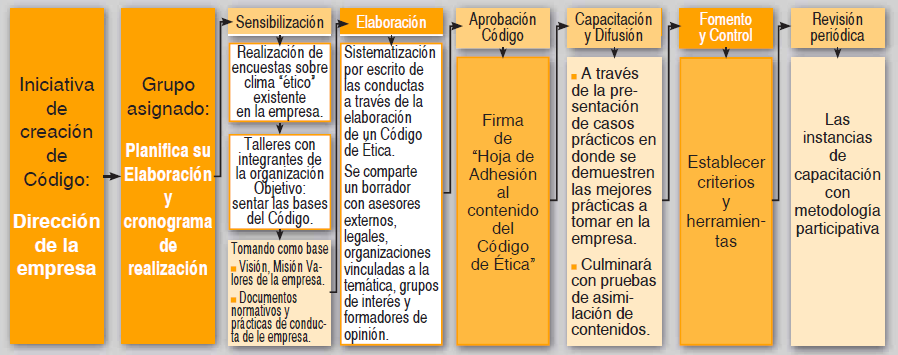 Iniciativa
de
creación
de
Código:
Dirección
de la
empresa
Grupo
asignado:
Planifica su
Elaboración
y
cronograma
de
realización
Sensibilización
Realización de
encuestas sobre
clima “ético”
existente
en la empresa.
Talleres con
integrantes de
la organización
Objetivo:
sentar las bases
del Código.
Tomando como base
Visión, Misión Va-
lores de la empresa.
Documentos
normativos y
prácticas de conduc-
ta de le empresa.
Elaboración
Sistematización
por escrito de
las conductas
a través de la
elaboración
de un Código
de Etica.
Se comparte
un borrador
con asesores
externos,
legales,
organizaciones
vinculadas a la
temática, grupos
de interés y
formadores de
opinión.
Aprobación
Código
Firma
de
“Hoja de
Adhesión
al
contenido
del
Código
de Ética”
Capacitación
y Difusión
A través
de la pre-
sentación
de casos
prácticos en
donde se
demuestren
las mejores
prácticas a
tomar en la
empresa.
Culminará
con pruebas
de asimi-
lación de
contenidos.
Fomento
y Control
Establecer
criterios
y
herramien-
tas
Revisión
periódica
Las
instancias
de
capacitación
con
metodología
participativa